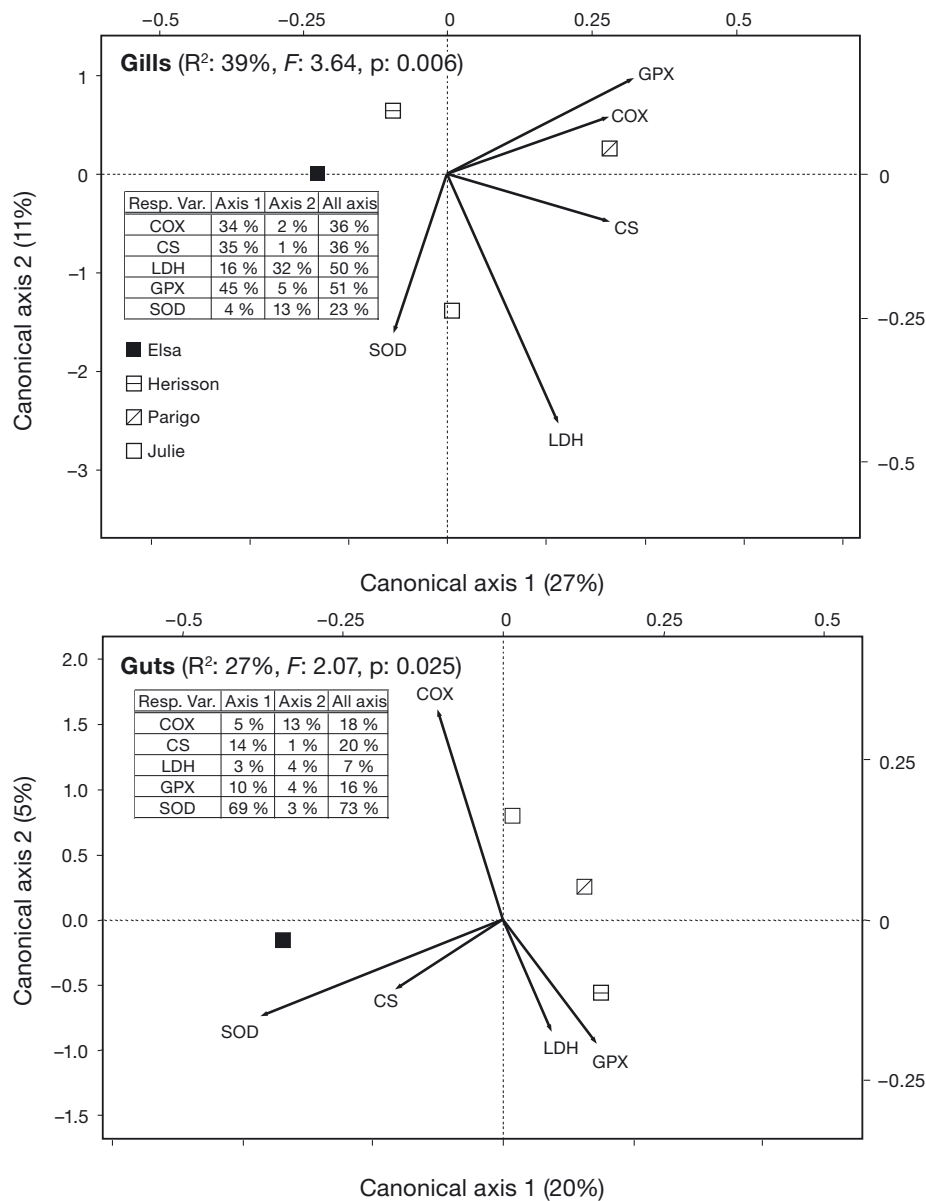 −0.5 −0.25 0 0.25 0.5
Gills (R²: 39%, F: 3.64, p: 0.006)
1
0
−1
−2
−3
Canonical axis 2 (11%)
GPX
COX
CS
LDH
SOD
Resp. Var. Axis 1 Axis 2 All axis
COX 34 % 2 % 36 %
CS 35 % 1 % 36 %
LDH 16 % 32 % 50 %
GPX 45 % 5 % 51 %
SOD 4 % 13 % 23 %
Elsa
Herisson
Parigo
Julie
0
−0.25
−0.5
Canonical axis 1 (27%)
−0.5 −0.25 0 0.25 0.5
Guts (R²: 27%, F: 2.07, p: 0.025)
2.0
1.5
1.0
0.5
0.0
−0.5
−1.0
−1.5
Canonical axis 2 (5%)
COX
Resp. Var. Axis 1 Axis 2 All axis
COX 5 % 13 % 18 %
CS 14 % 1 % 20 %
LDH 3 % 4 % 7 %
GPX 10 % 4 % 16 %
SOD 69 % 3 % 73 %
CS
SOD
LDH
GPX
0.25
0
−0.25
Canonical axis 1 (20%)